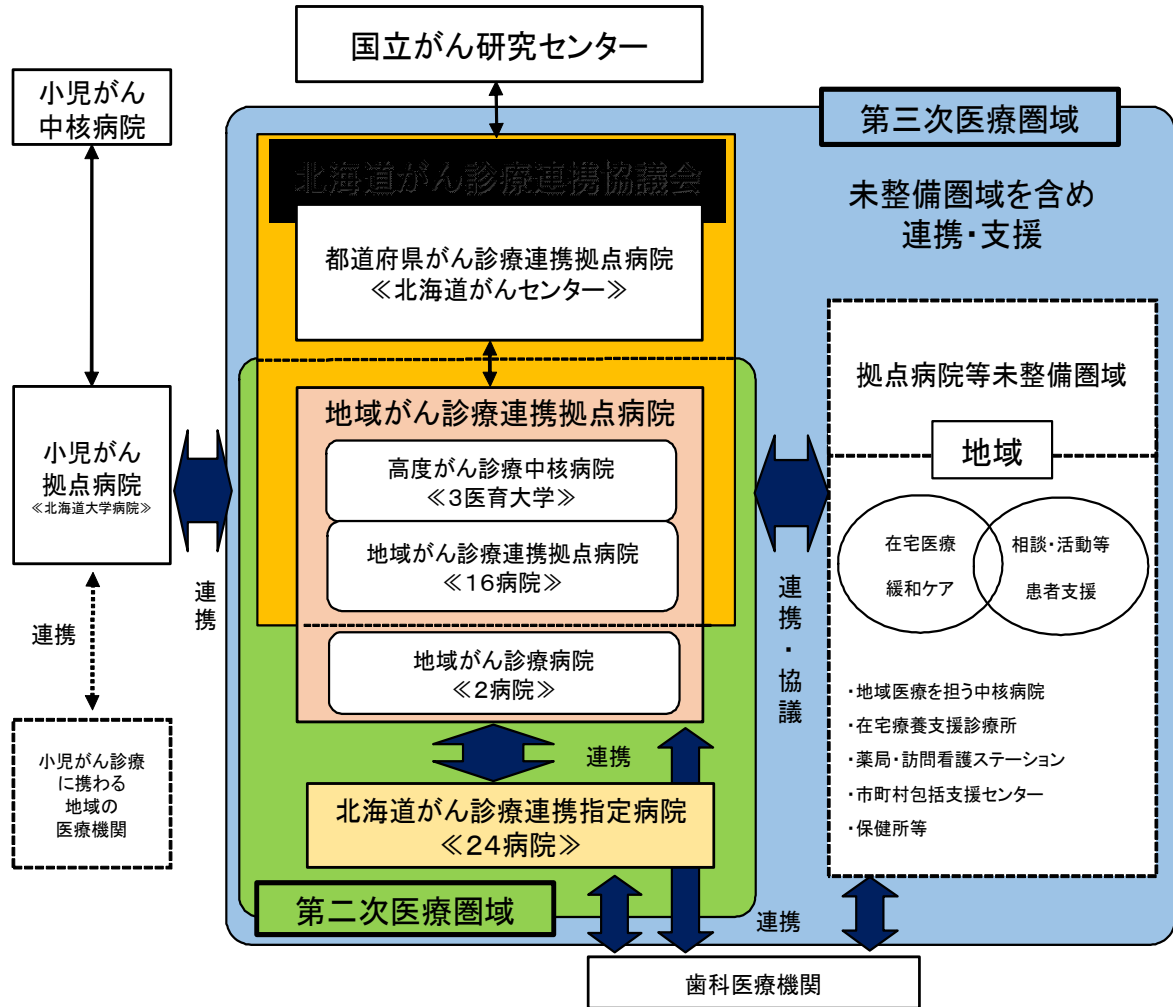 国立がん研究センター
小児がん
中核病院
第三次医療圏域
北海道がん診療連携協議会
未整備圏域を含め
連携・支援
都道府県がん診療連携拠点病院
≪北海道がんセンター≫
拠点病院等未整備圏域
地域がん診療連携拠点病院
小児がん
拠点病院
≪北海道大学病院≫
高度がん診療中核病院
≪3医育大学≫
地域
地域がん診療連携拠点病院
≪16病院≫
在宅医療
緩和ケア
相談・活動等
患者支援
連携
連携
連携・協議
地域がん診療病院
≪2病院≫
・地域医療を担う中核病院
・在宅療養支援診療所
・薬局・訪問看護ステーション
・市町村包括支援センター
・保健所等
小児がん診療
に携わる
地域の
医療機関
連携
北海道がん診療連携指定病院
≪24病院≫
第二次医療圏域
連携
歯科医療機関